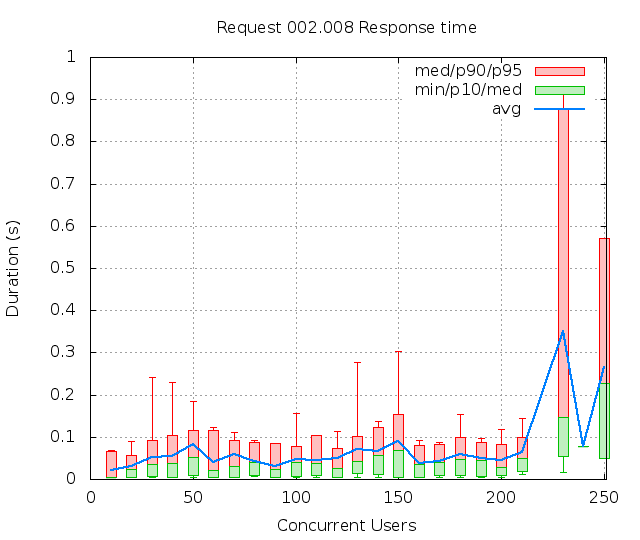 Request 002.008 Response time
med/p90/p95
min/p10/med
avg
1
0.9
0.8
0.7
0.6
0.5
0.4
0.3
0.2
0.1
0
Duration (s)
0 50 100 150 200 250
Concurrent Users